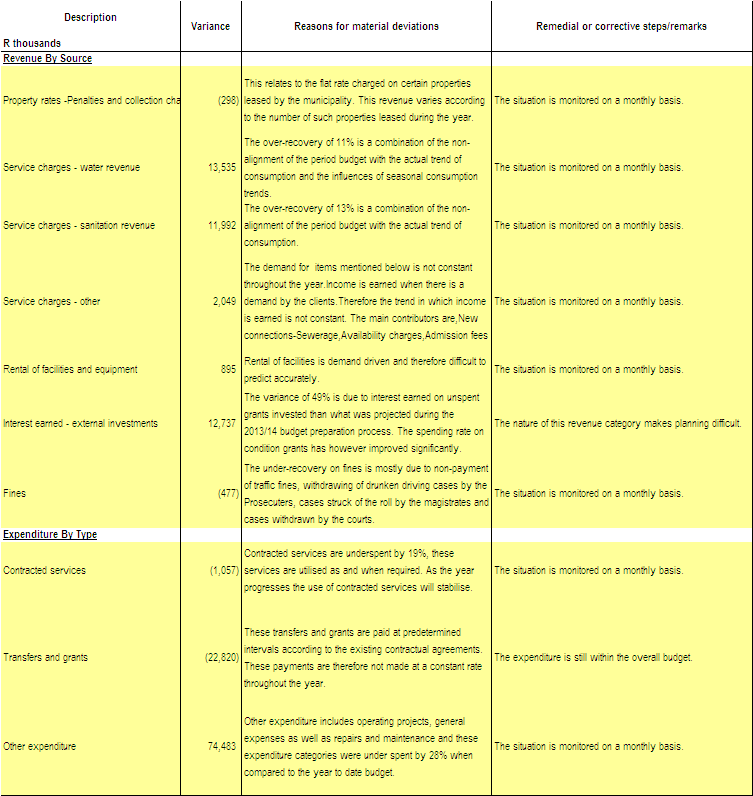 Description
Variance
Reasons for material deviations
Remedial or corrective steps/remarks
R thousands
Revenue By Source
Property rates -Penalties and collection cha
(298)
This relates to the flat rate charged on certain properties
leased by the municipality. This revenue varies according
to the number of such properties leased during the year.
The situation is monitored on a monthly basis.
Service charges - water revenue
13,535
The over-recovery of 11% is a combination of the non-
alignment of the period budget with the actual trend of
consumption and the influences of seasonal consumption
trends.
The situation is monitored on a monthly basis.
Service charges - sanitation revenue
11,992
The over-recovery of 13% is a combination of the non-
alignment of the period budget with the actual trend of
consumption.
The situation is monitored on a monthly basis.
Service charges - other
2,049
The demand for items mentioned below is not constant
throughout the year.Income is earned when there is a
demand by the clients.Therefore the trend in which income
is earned is not constant. The main contributors are,New
connections-Sewerage,Availability charges,Admission fees
The situation is monitored on a monthly basis.
Rental of facilities and equipment
895
Rental of facilities is demand driven and therefore difficult to
predict accurately.
The situation is monitored on a monthly basis.
Interest earned - external investments
12,737
The variance of 49% is due to interest earned on unspent
grants invested than what was projected during the
2013/14 budget preparation process. The spending rate on
condition grants has however improved significantly.
The nature of this revenue category makes planning difficult.
Fines
(477)
The under-recovery on fines is mostly due to non-payment
of traffic fines, withdrawing of drunken driving cases by the
Prosecuters, cases struck of the roll by the magistrates and
cases withdrawn by the courts.
The situation is monitored on a monthly basis.
Expenditure By Type
Contracted services
(1,057)
Contracted services are underspent by 19%, these
services are utilised as and when required. As the year
progresses the use of contracted services will stabilise.
The situation is monitored on a monthly basis.
Transfers and grants
(22,820)
These transfers and grants are paid at predetermined
intervals according to the existing contractual agreements.
These payments are therefore not made at a constant rate
throughout the year.
The expenditure is still within the overall budget.
Other expenditure
74,483
Other expenditure includes operating projects, general
expenses as well as repairs and maintenance and these
expenditure categories were under spent by 28% when
compared to the year to date budget.
The situation is monitored on a monthly basis.